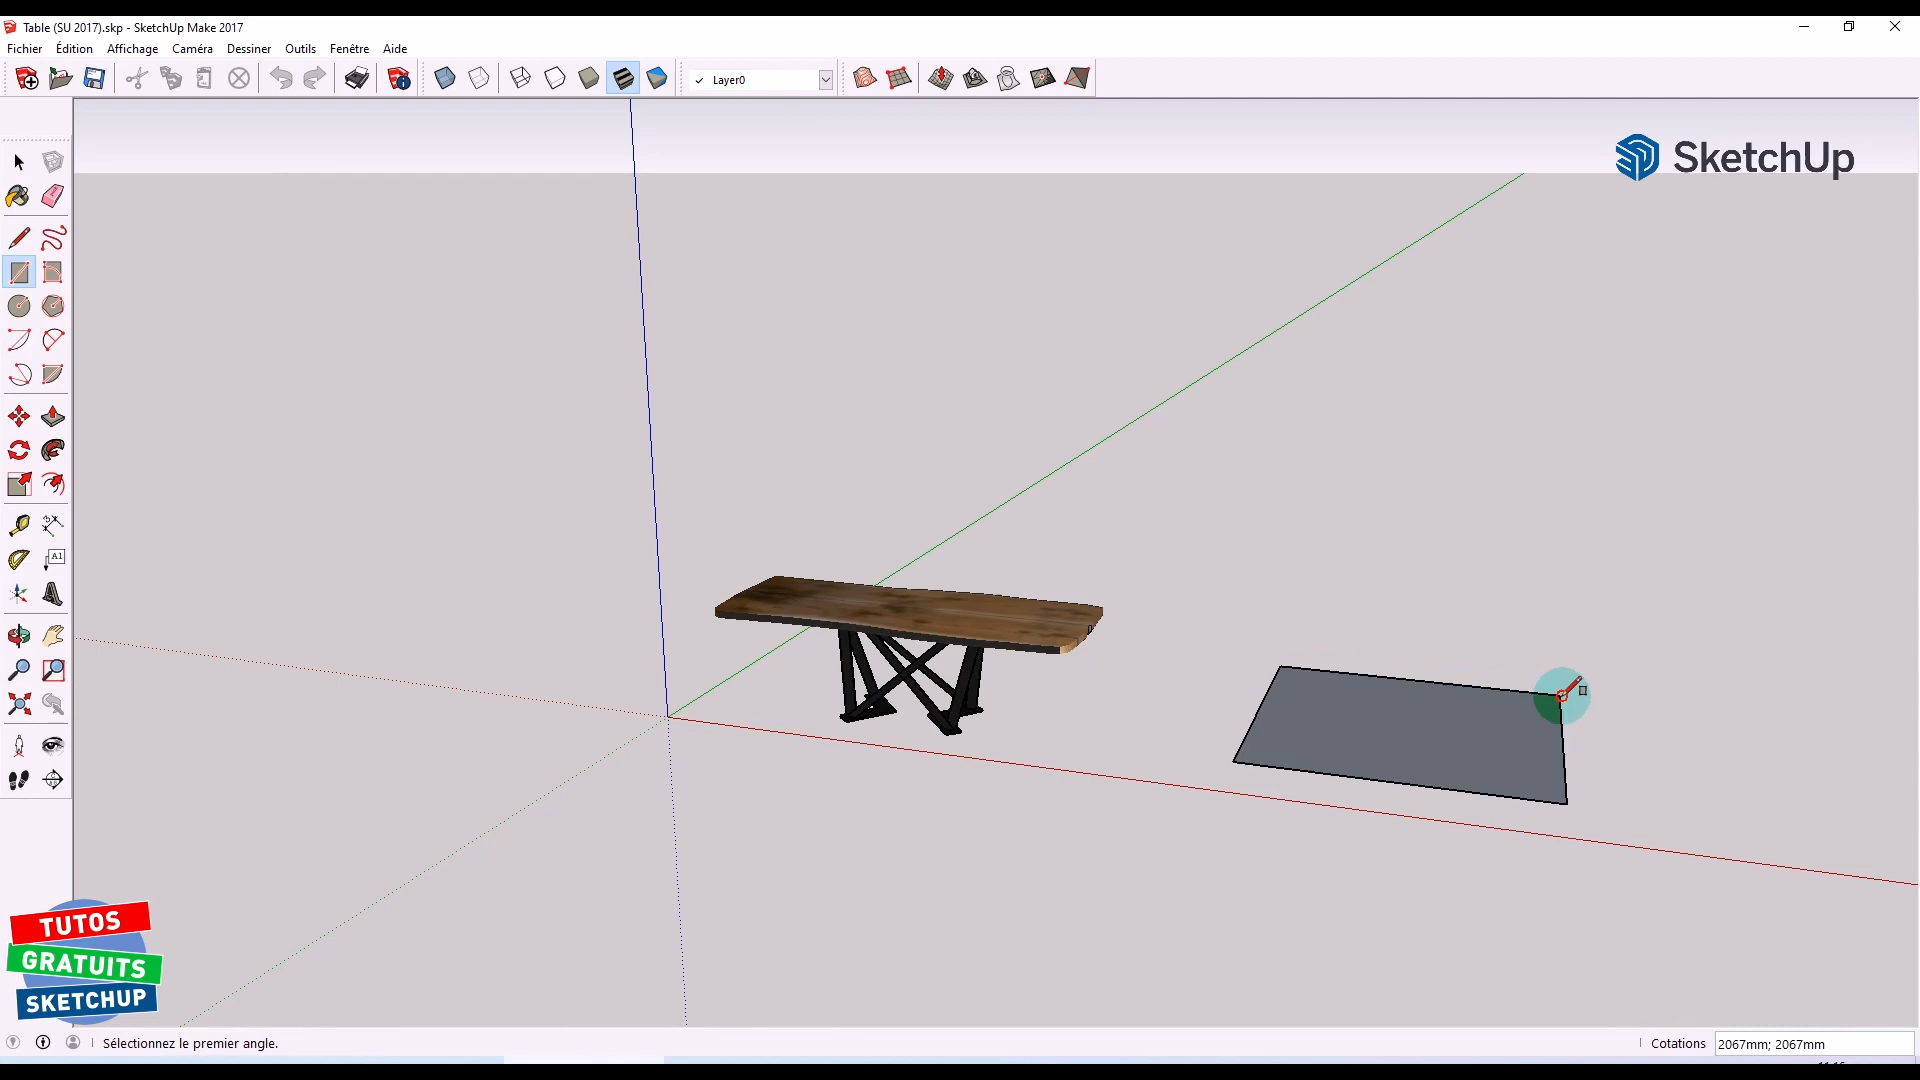 Table (SU 2017).skp - SketchUp Make 2017
Fichier Édition Affichage Caméra Dessiner Outils Fenêtre Aide
Layer0
SketchUp
A1
TUTOS
GRATUITS
SKETCHUP
Sélectionnez le premier angle.
Cotations 2067mm; 2067mm